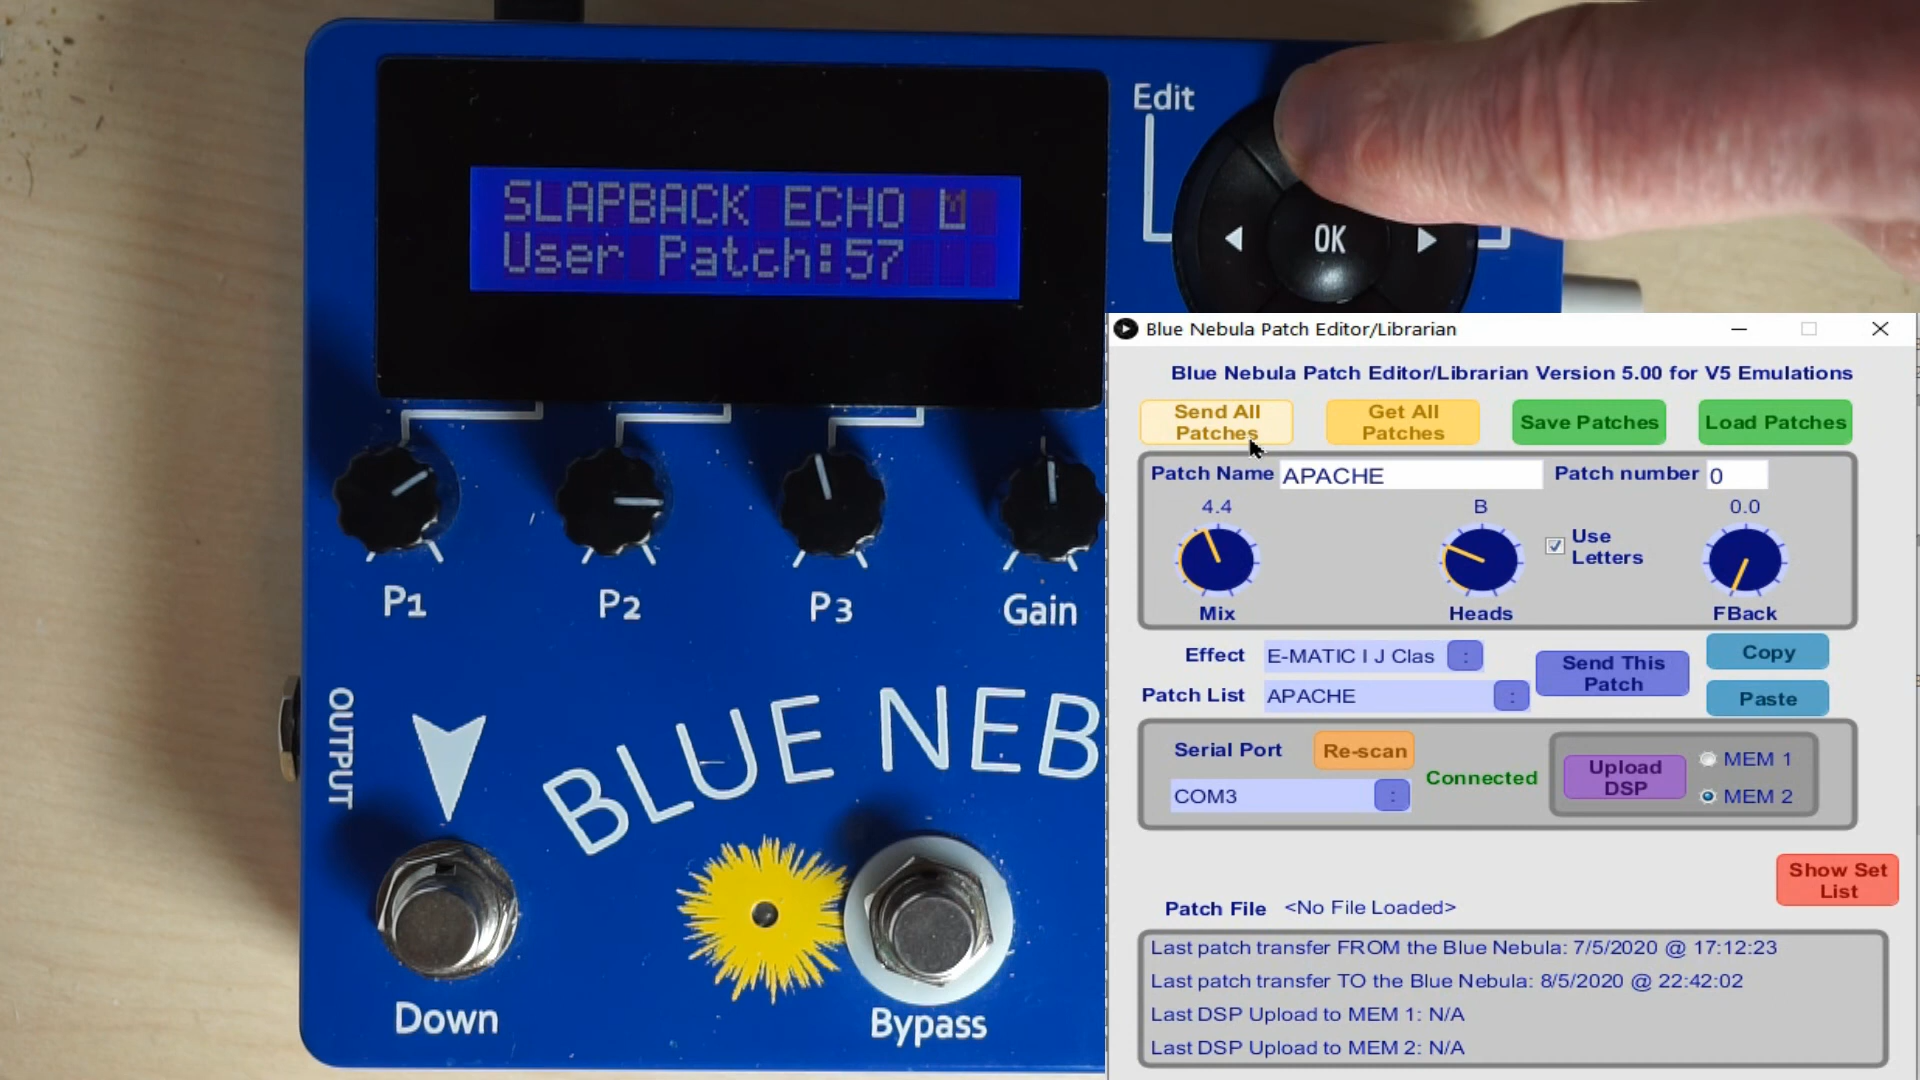 Edit
SLAPBACK ECHO
User Patch:57
OK
P1
P2
P3
Gain
OUTPUT
BLUE NEB
Down
Bypass
Blue Nebula Patch Editor/Librarian
Blue Nebula Patch Editor/Librarian Version 5.00 for V5 Emulations
Send All
Patches
Get All
Patches
Save Patches
Load Patches
Patch Name APACHE
Patch number 0
4.4
B
0.0
Use
Letters
Mix
Heads
FBack
Effect E-MATIC I J Clas :
Patch List APACHE :
Send This
Patch
Copy
Paste
Serial Port
Re-scan
COM3 :
Connected
Upload
DSP
MEM 1
MEM 2
Show Set
List
Patch File <No File Loaded>
Last patch transfer FROM the Blue Nebula: 7/5/2020 @ 17:12:23
Last patch transfer TO the Blue Nebula: 8/5/2020 @ 22:42:02
Last DSP Upload to MEM 1: N/A
Last DSP Upload to MEM 2: N/A